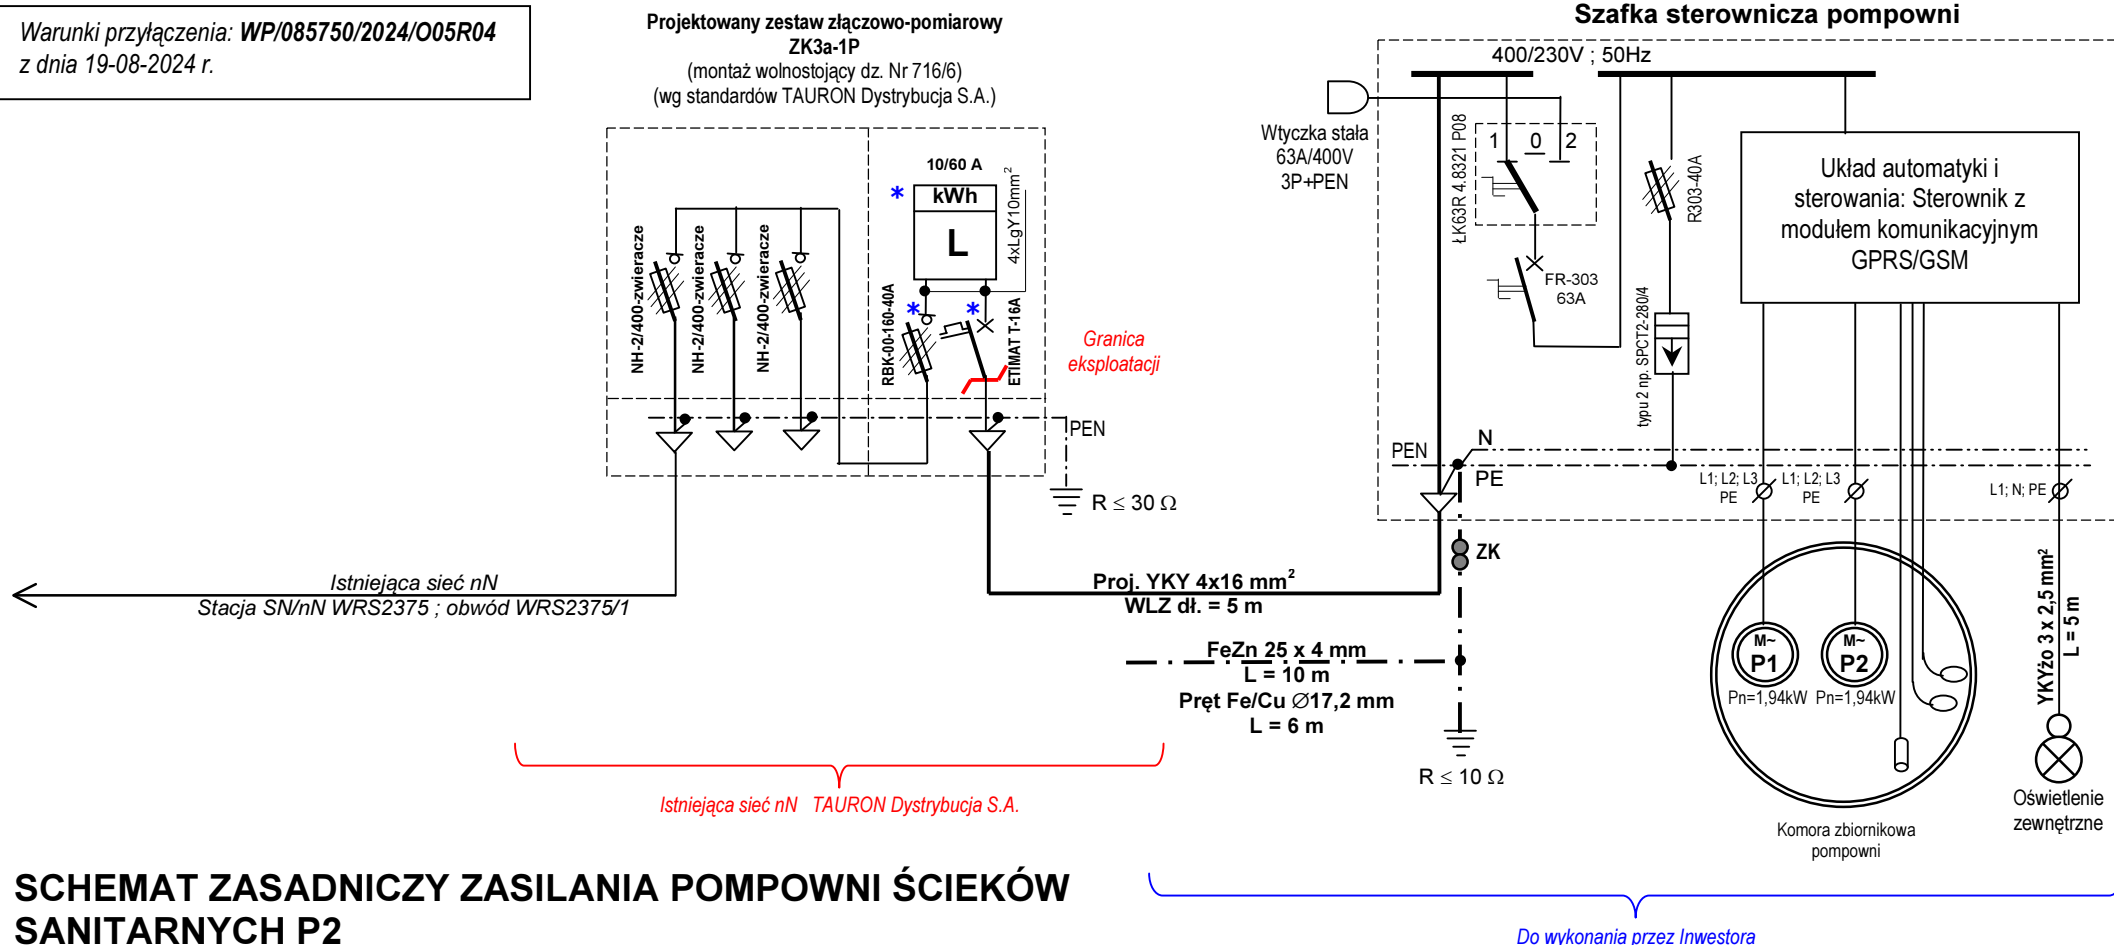 Warunki przyłączenia: WP/085750/2024/O05R04
z dnia 19-08-2024 r.
Projektowany zestaw złączowo-pomiarowy
ZK3a-1P
(montaż wolnostojący dz. Nr 716/6)
(wg standardów TAURON Dystrybucja S.A.)
Szafka sterownicza pompowni
400/230V ; 50Hz
Wtyczka stała
63A/400V
3P+PEN
ŁK63R 4.8321 P08
1 0 2
FR-303
63A
R303-40A
typu 2 np. SPCT2-280/4
Układ automatyki i
sterowania: Sterownik z
modułem komunikacyjnym
GPRS/GSM
10/60 A
* kWh
L
4xLgY10mm²
NH-2/400-zwieracze
NH-2/400-zwieracze
NH-2/400-zwieracze
RBK-00-160-40A
* *
ETIMAT T-16A
Granica
eksploatacji
PEN
R ≤ 30 Ω
PEN
N
PE
L1; L2; L3
PE
L1; L2; L3
PE
L1; N; PE
ZK
Istniejąca sieć nN
Stacja SN/nN WRS2375 ; obwód WRS2375/1
Proj. YKY 4x16 mm²
WLZ dł. = 5 m
FeZn 25 x 4 mm
L = 10 m
Pręt Fe/Cu Ø17,2 mm
L = 6 m
R ≤ 10 Ω
M~
P1
Pn=1,94kW
M~
P2
Pn=1,94kW
YKYżo 3 x 2,5 mm²
L = 5 m
Oświetlenie
zewnętrzne
Komora zbiornikowa
pompowni
Istniejąca sieć nN TAURON Dystrybucja S.A.
SCHEMAT ZASADNICZY ZASILANIA POMPOWNI ŚCIEKÓW
SANITARNYCH P2
Do wykonania przez Inwestora